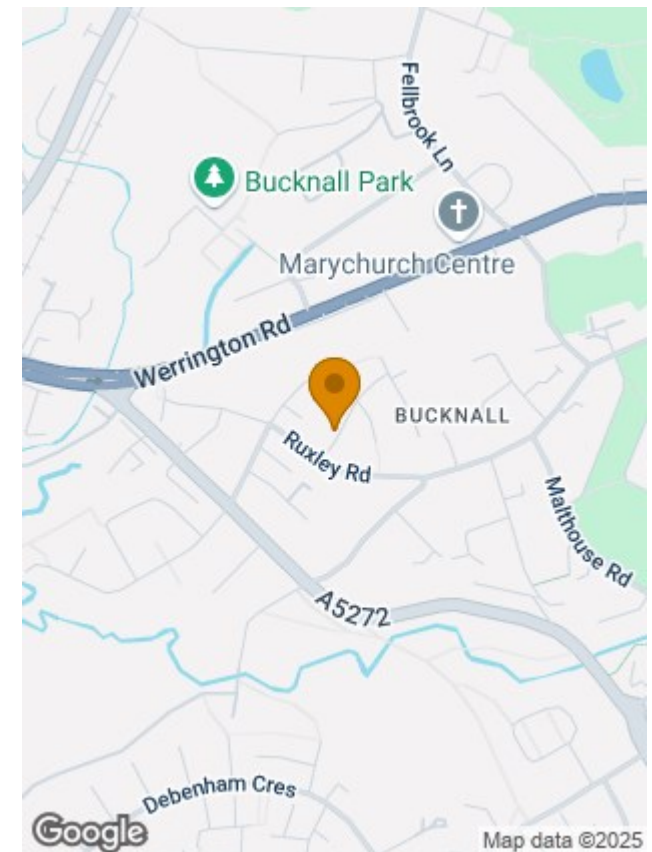 Fellbrook Ln
Bucknall Park
Marychurch Centre
Werrington Rd
BUCKNALL
Ruxley Rd
Malthouse Rd
A5272
Debenham Cres
Google
Map data ©2025